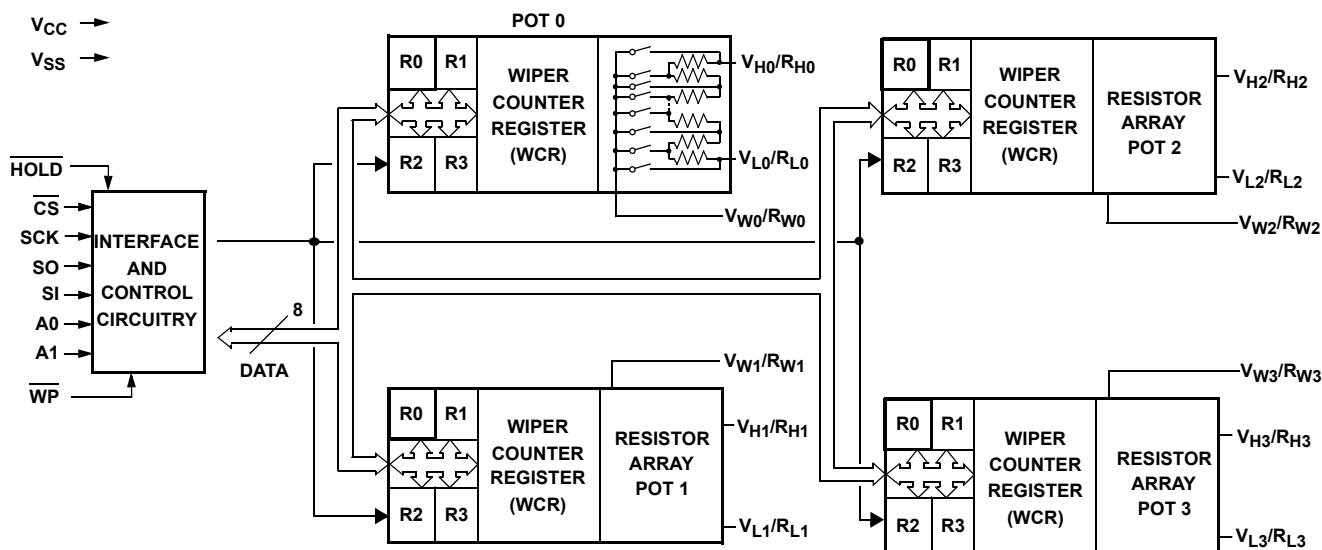 VCC
VSS
HOLD
CS
SCK
SO
SI
A0
A1
WP
INTERFACE
AND
CONTROL
CIRCUITRY
8
DATA
POT 0
R0 R1
R2 R3
WIPER
COUNTER
REGISTER
(WCR)
VH0/RH0
VL0/RL0
VW0/RW0
R0 R1
R2 R3
WIPER
COUNTER
REGISTER
(WCR)
RESISTOR
ARRAY
POT 2
VH2/RH2
VL2/RL2
VW2/RW2
R0 R1
R2 R3
WIPER
COUNTER
REGISTER
(WCR)
RESISTOR
ARRAY
POT 1
VW1/RW1
VH1/RH1
VL1/RL1
R0 R1
R2 R3
WIPER
COUNTER
REGISTER
(WCR)
RESISTOR
ARRAY
POT 3
VW3/RW3
VH3/RH3
VL3/RL3